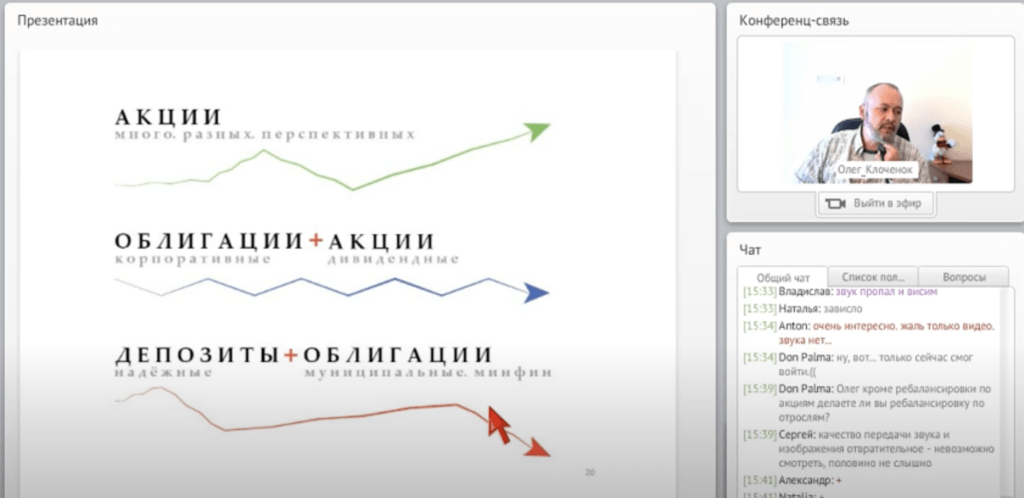 Презентация
АКЦИИ
много. разных. перспективных
ОБЛИГАЦИИ+АКЦИИ
корпоративные дивидендные
ДЕПОЗИТЫ+ОБЛИГАЦИИ
надёжные муниципальные. минфин
20
Конференц-связь
Олег_Клоченок
Выйти в эфир
Чат
Общий чат Список пол... Вопросы
[15:33] Владислав: звук пропал и висим
[15:33] Наталья: зависло
[15:34] Anton: очень интересно. жаль только видео.
звука нет...
[15:34] Don Palma: ну, вот... только сейчас смог
войти.((
[15:39] Don Palma: Олег кроме ребалансировки по
акциям делаете ли вы ребалансировку по
отрослям?
[15:39] Сергей: качество передачи звука и
изображения отвратительное - невозможно
смотреть, половино не слышно
[15:41] Александр: +
[15:41] Natalia: +